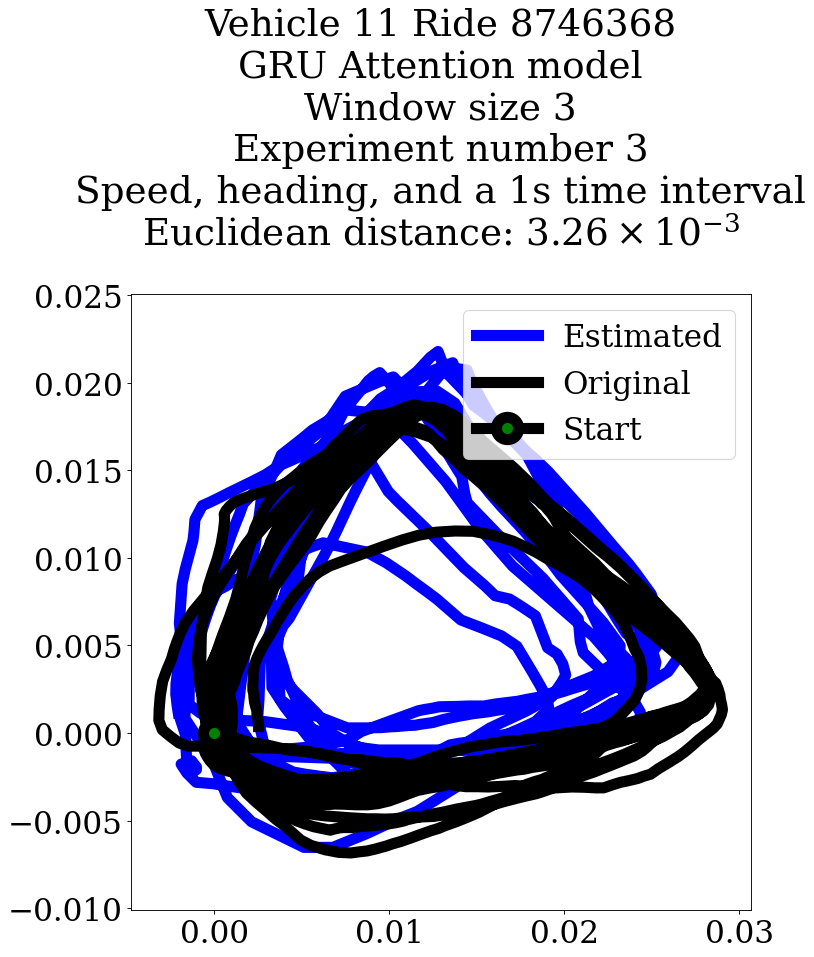 Vehicle 11 Ride 8746368
GRU Attention model
Window size 3
Experiment number 3
Speed, heading, and a 1s time interval
Euclidean distance: 3.26 × 10⁻³
0.025
0.020
0.015
0.010
0.005
0.000
−0.005
−0.010
Estimated
Original
Start
0.00 0.01 0.02 0.03